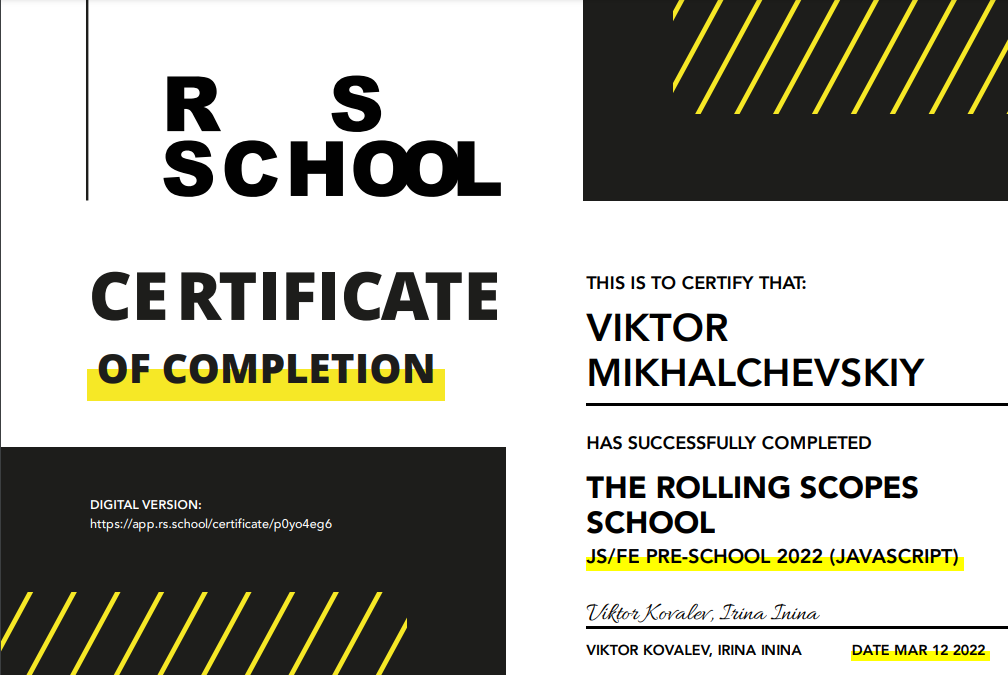 R S
SCHOOL
CERTIFICATE
OF COMPLETION
DIGITAL VERSION:
https://app.rs.school/certificate/p0yo4eg6
THIS IS TO CERTIFY THAT:
VIKTOR
MIKHALCHEVSKIY
HAS SUCCESSFULLY COMPLETED
THE ROLLING SCOPES
SCHOOL
JS/FE PRE-SCHOOL 2022 (JAVASCRIPT)
Viktor Kovalev, Irina Inina
VIKTOR KOVALEV, IRINA ININA
DATE MAR 12 2022